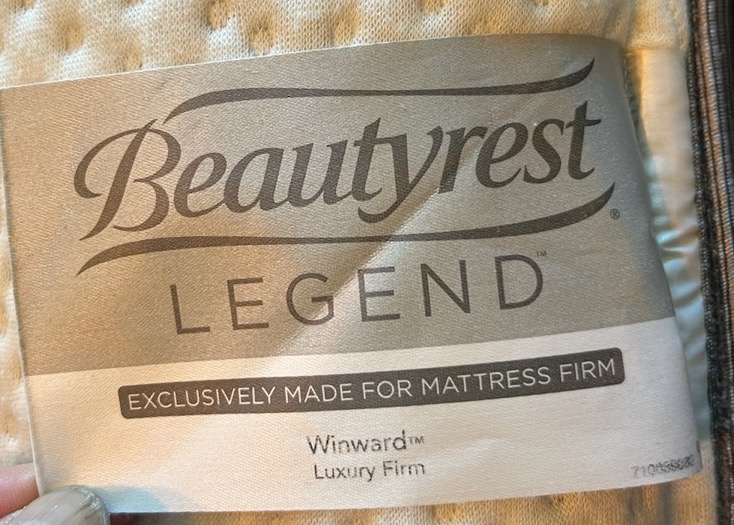 Beautyrest®
LEGEND™
EXCLUSIVELY MADE FOR MATTRESS FIRM
Winward™
Luxury Firm